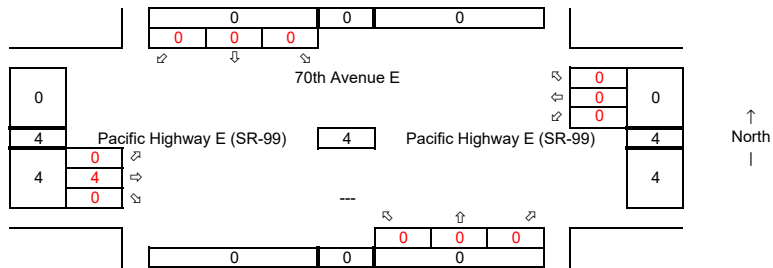 0 0 0
0 0 0
⬃ ⇩ ⬂
70th Avenue E
⬁ 0
0 ⇦ 0 0
⬃ 0 ↑
4 Pacific Highway E (SR-99) 4 Pacific Highway E (SR-99) 4 North
0 ⬀ |
4 4 ⇨ 4
0 ⬂ ---
⬁ ⇧ ⬀
0 0 0
0 0 0